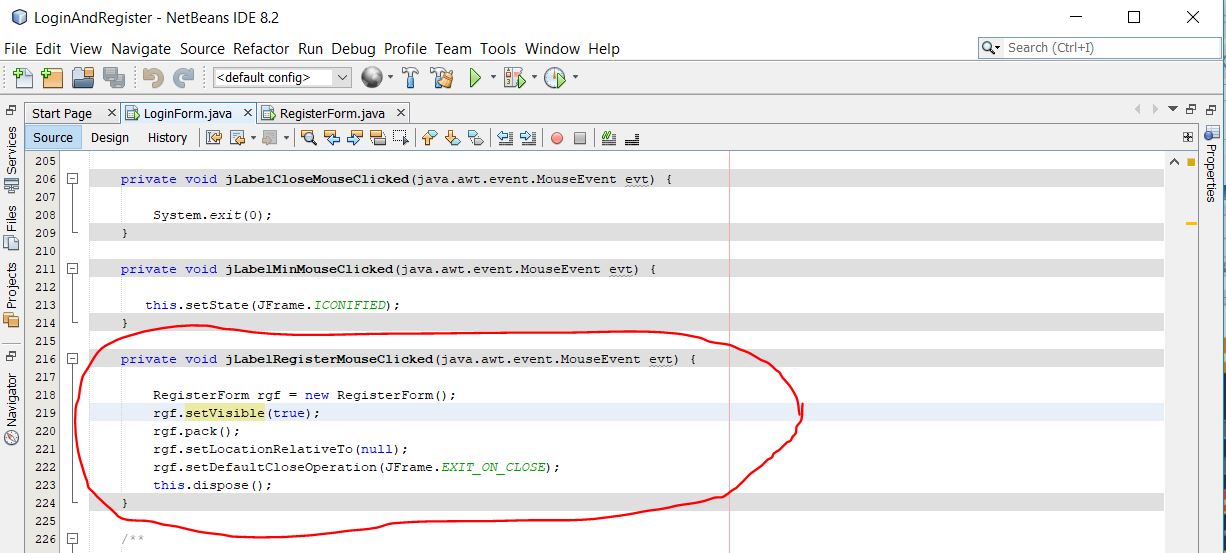 LoginAndRegister - NetBeans IDE 8.2
File Edit View Navigate Source Refactor Run Debug Profile Team Tools Window Help
Search (Ctrl+I)
<default config>
Start Page LoginForm.java RegisterForm.java
Source Design History
Services
Files
Projects
Navigator
Properties
205
206 private void jLabelCloseMouseClicked(java.awt.event.MouseEvent evt) {
207
208 System.exit(0);
209 }
210
211 private void jLabelMinMouseClicked(java.awt.event.MouseEvent evt) {
212
213 this.setState(JFrame.ICONIFIED);
214 }
215
216 private void jLabelRegisterMouseClicked(java.awt.event.MouseEvent evt) {
217
218 RegisterForm rgf = new RegisterForm();
219 rgf.setVisible(true);
220 rgf.pack();
221 rgf.setLocationRelativeTo(null);
222 rgf.setDefaultCloseOperation(JFrame.EXIT_ON_CLOSE);
223 this.dispose();
224 }
225
226 /**